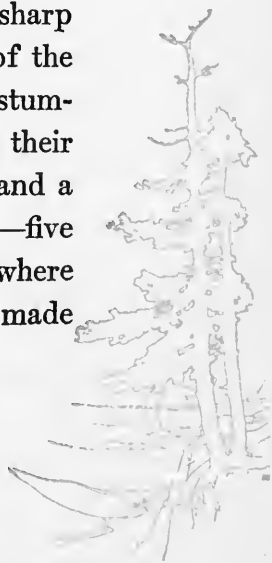 sharp
of the
stum-
their
and a
—five
where
made